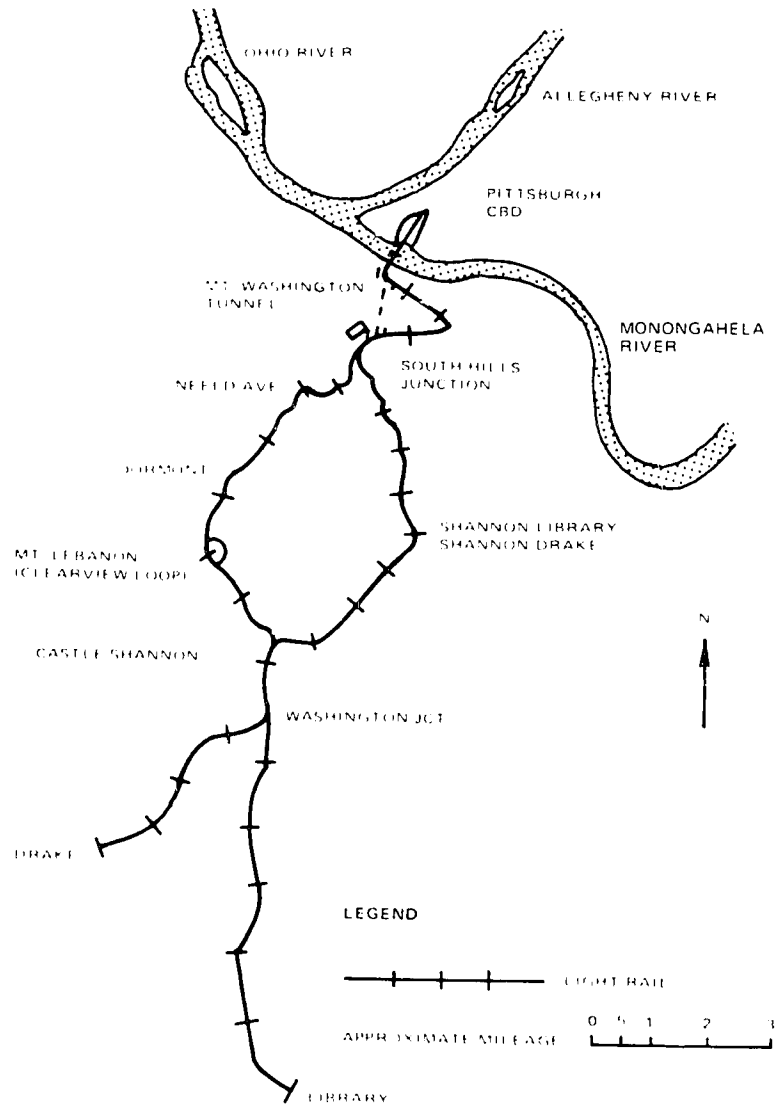 OHIO RIVER
ALLEGHENY RIVER
PITTSBURGH
CBD
MT. WASHINGTON
TUNNEL
MONONGAHELA
RIVER
SOUTH HILLS
JUNCTION
NEELD AVE
DORMONT
SHANNON LIBRARY
SHANNON DRAKE
MT. LEBANON
(CLEARVIEW LOOP)
N
CASTLE SHANNON
WASHINGTON JCT
DRAKE
LEGEND
LIGHT RAIL
0 .5 1 2 3
APPROXIMATE MILEAGE
LIBRARY